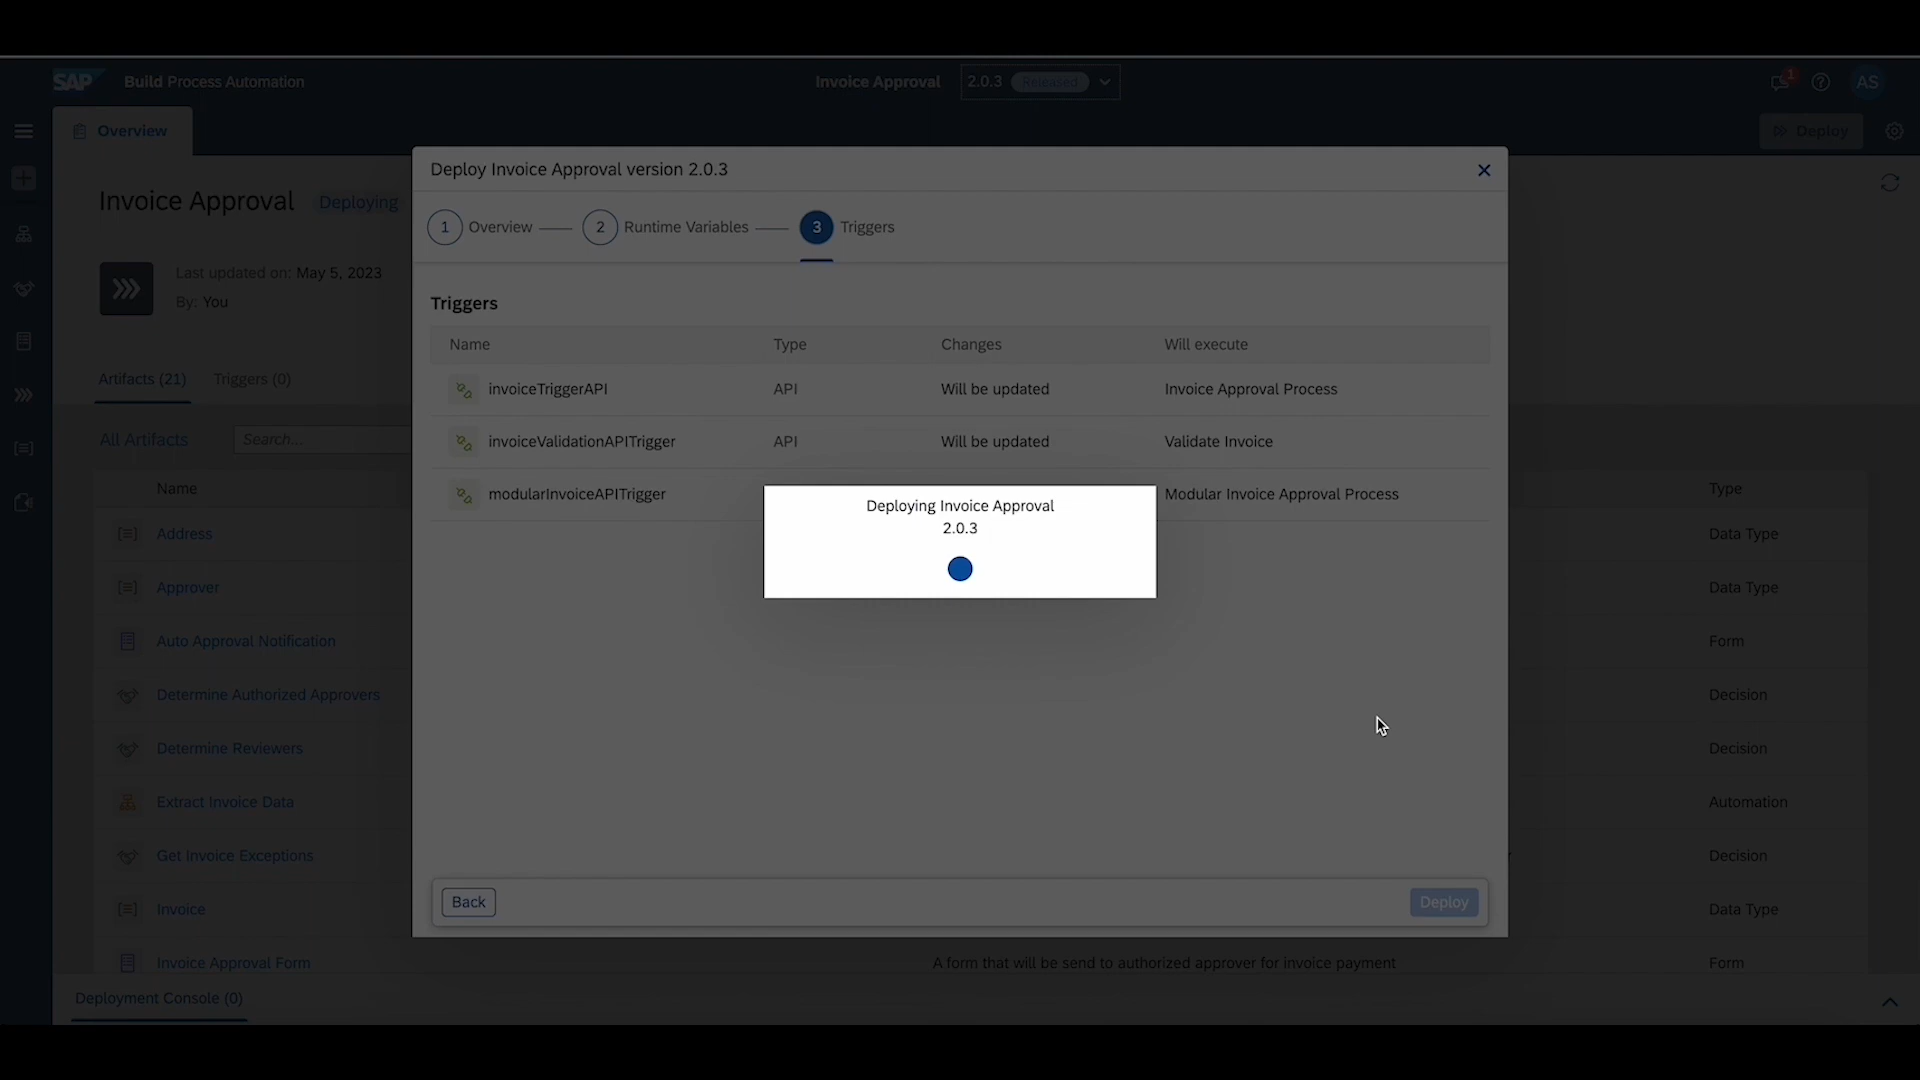 SAP Build Process Automation
Invoice Approval 2.0.3 Released
1
AS
Overview
Deploy
Deploy Invoice Approval version 2.0.3
Invoice Approval Deploying
1 Overview 2 Runtime Variables 3 Triggers
Last updated on: May 5, 2023
By: You
Triggers
Name Type Changes Will execute
Artifacts (21) Triggers (0)
invoiceTriggerAPI API Will be updated Invoice Approval Process
All Artifacts Search...
invoiceValidationAPITrigger API Will be updated Validate Invoice
Name Type
modularInvoiceAPITrigger Modular Invoice Approval Process
Deploying Invoice Approval
2.0.3
Address Data Type
Approver Data Type
Auto Approval Notification Form
Determine Authorized Approvers Decision
Determine Reviewers Decision
Extract Invoice Data Automation
Get Invoice Exceptions Decision
Back Deploy
Invoice Data Type
Invoice Approval Form A form that will be send to authorized approver for invoice payment Form
Deployment Console (0)